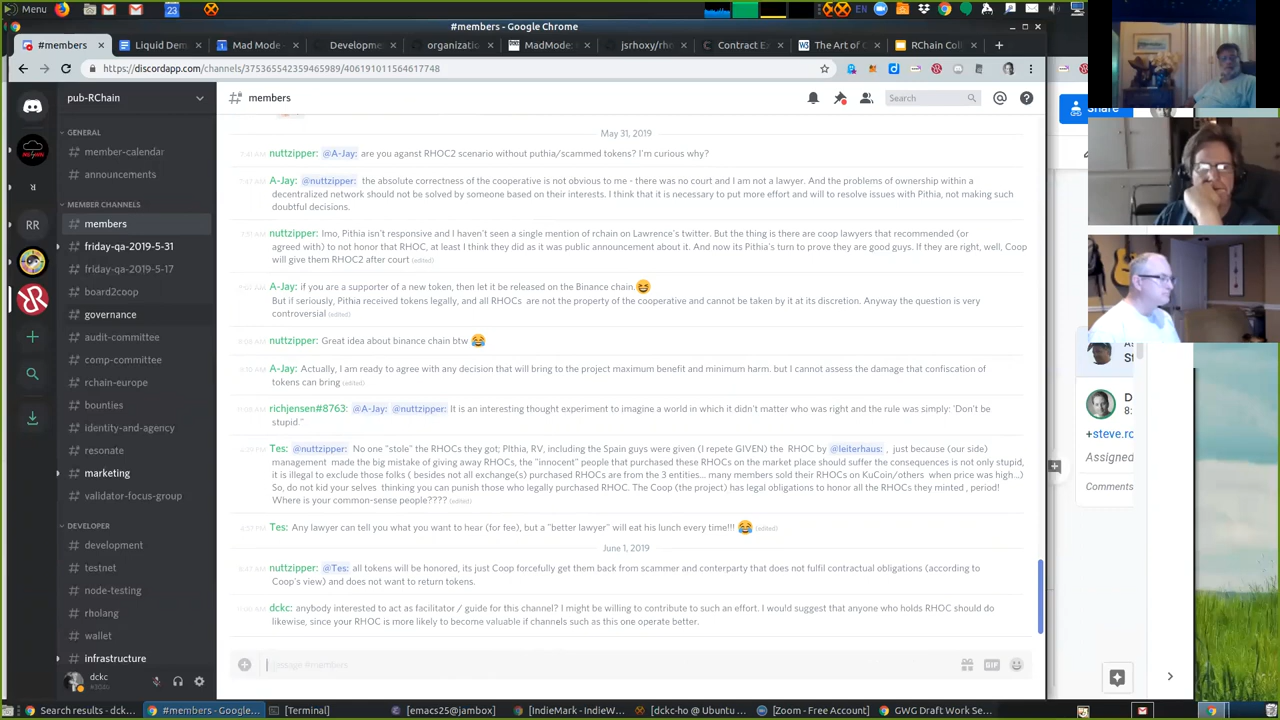 Menu
23
EN
#members - Google Chrome
#members
Liquid Dem
Mad Mode -
Developme
organizatio
MadMode:
jsrhoxy/rho
Contract Ex
The Art of C
RChain Coll
https://discordapp.com/channels/375365542359465989/406191011564617748
pub-RChain
members
Search
GENERAL
member-calendar
announcements
MEMBER CHANNELS
members
friday-qa-2019-5-31
friday-qa-2019-5-17
board2coop
governance
audit-committee
comp-committee
rchain-europe
bounties
identity-and-agency
resonate
marketing
validator-focus-group
DEVELOPER
development
testnet
node-testing
rholang
wallet
infrastructure
dckc
RR
May 31, 2019
nuttzipper: @A-Jay: are you aganst RHOC2 scenario without puthia/scammed tokens? I'm curious why?
A-Jay: @nuttzipper: the absolute correctness of the cooperative is not obvious to me - there was no court and I am not a lawyer. And the problems of ownership within a
decentralized network should not be solved by someone based on their interests. I think that it is necessary to put more effort and will to resolve issues with Pithia, not making such
doubtful decisions.
nuttzipper: Imo, Pithia isn't responsive and I haven't seen a single mention of rchain on Lawrence's twitter. But the thing is there are coop lawyers that recommended (or
agreed with) to not honor that RHOC, at least I think they did as it was public announcement about it. And now its Pithia's turn to prove they are good guys. If they are right, well, Coop
will give them RHOC2 after court (edited)
A-Jay: if you are a supporter of a new token, then let it be released on the Binance chain.😆
But if seriously, Pithia received tokens legally, and all RHOCs are not the property of the cooperative and cannot be taken by it at its discretion. Anyway the question is very
controversial (edited)
nuttzipper: Great idea about binance chain btw 😂
A-Jay: Actually, I am ready to agree with any decision that will bring to the project maximum benefit and minimum harm. but I cannot assess the damage that confiscation of
tokens can bring (edited)
richjensen#8763: @A-Jay: @nuttzipper: It is an interesting thought experiment to imagine a world in which it didn't matter who was right and the rule was simply: 'Don't be
stupid."
Tes: @nuttzipper: No one "stole" the RHOCs they got; PIthia, RV, including the Spain guys were given (I repete GIVEN) the RHOC by @leiterhaus: , just because (our side)
management made the big mistake of giving away RHOCs, the "innocent" people that purchased these RHOCs on the market place should suffer the consequences is not only stupid,
it is illegal to exclude those folks ( besides not all exchange(s) purchased RHOCs are from the 3 entities... many members sold their RHOCs on KuCoin/others when price was high...)
So, do not kid your selves thinking you can punish those who legally purchased RHOC. The Coop (the project) has legal obligations to honor all the RHOCs they minted , period!
Where is your common-sense people???? (edited)
Tes: Any lawyer can tell you what you want to hear (for fee), but a "better lawyer" will eat his lunch every time!!! 😂 (edited)
June 1, 2019
nuttzipper: @Tes: all tokens will be honored, its just Coop forcefully get them back from scammer and conterparty that does not fulfil contractual obligations (according to
Coop's view) and does not want to return tokens.
dckc: anybody interested to act as facilitator / guide for this channel? I might be willing to contribute to such an effort. I would suggest that anyone who holds RHOC should do
likewise, since your RHOC is more likely to become valuable if channels such as this one operate better.
Message #members
GIF
Share
D
8:
+steve.ro
Assigned
Comments
Search results - dckc...
#members - Google...
[Terminal]
[emacs25@jambox]
[IndieMark - IndieW...
[dckc-ho @ Ubuntu ...
[Zoom - Free Account]
GWG Draft Work Se...